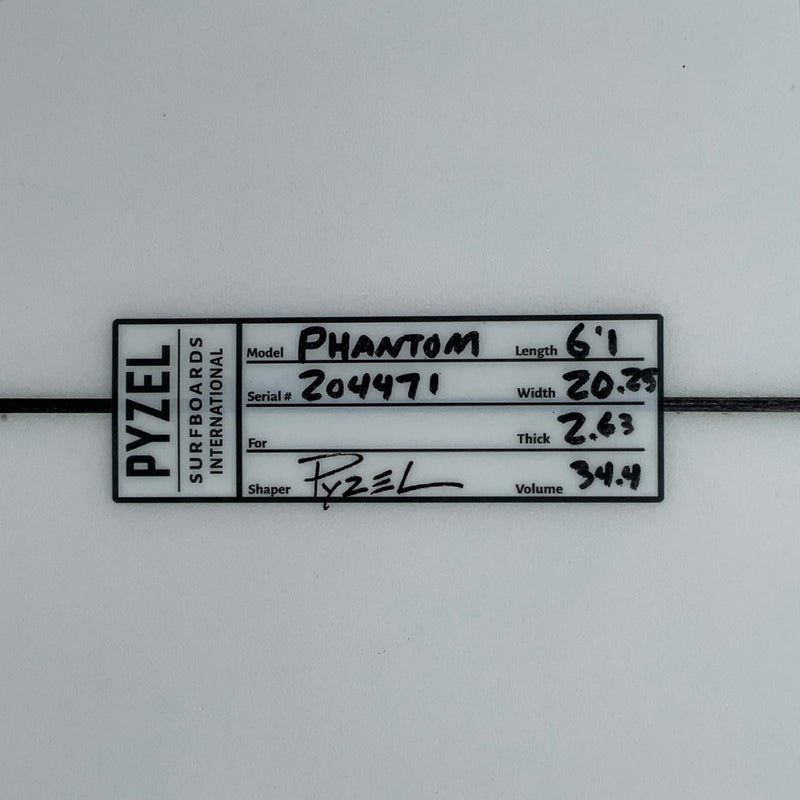 PYZEL
SURFBOARDS
INTERNATIONAL
Model PHANTOM Length 6'1
Serial # 204471 Width 20.25
For Thick 2.63
Shaper PYZEL Volume 34.4